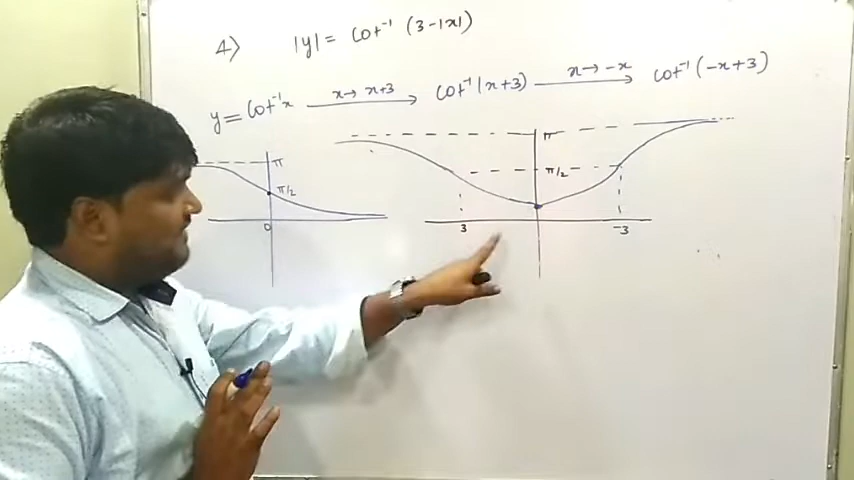 4) |y| = cot⁻¹ (3-|x|)
y = cot⁻¹x x→x+3 cot⁻¹(x+3) x→-x cot⁻¹(-x+3)
π π
π/2 π/2
0 3 -3